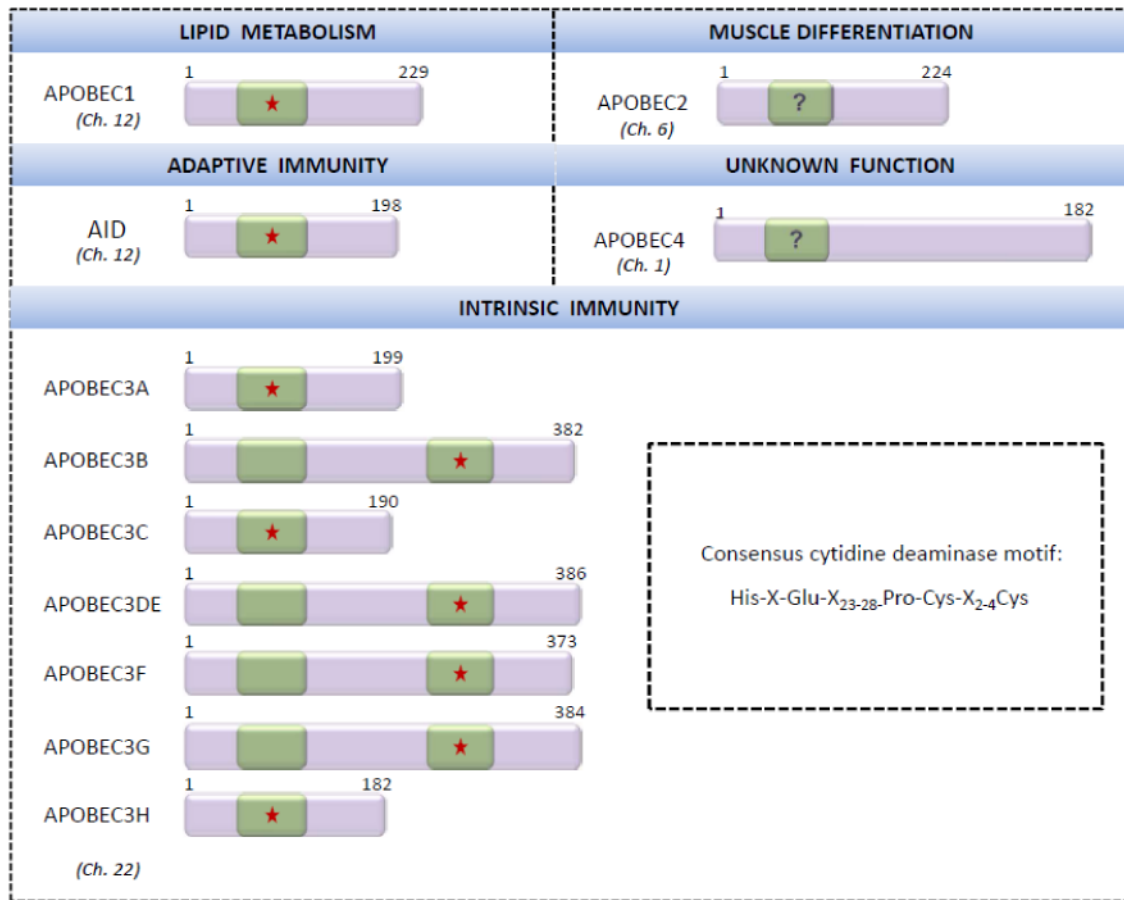 LIPID METABOLISM
MUSCLE DIFFERENTIATION
1 229
APOBEC1
(Ch. 12)
1 224
APOBEC2
?
(Ch. 6)
ADAPTIVE IMMUNITY
UNKNOWN FUNCTION
1 198
AID
(Ch. 12)
1 182
APOBEC4
?
(Ch. 1)
INTRINSIC IMMUNITY
1 199
APOBEC3A
1 382
APOBEC3B
1 190
APOBEC3C
1 386
APOBEC3DE
1 373
APOBEC3F
1 384
APOBEC3G
1 182
APOBEC3H
(Ch. 22)
Consensus cytidine deaminase motif:
His-X-Glu-X23-28-Pro-Cys-X2-4Cys